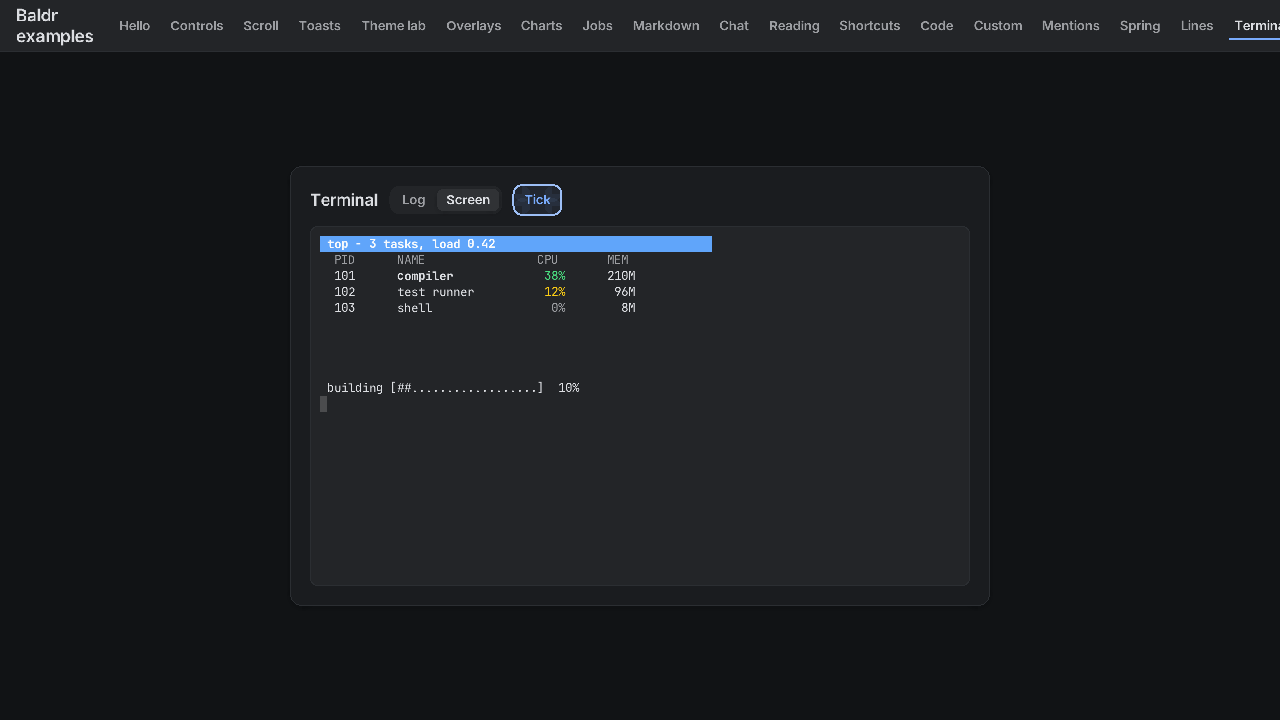 Baldr examples
Hello Controls Scroll Toasts Theme lab Overlays Charts Jobs Markdown Chat Reading Shortcuts Code Custom Mentions Spring Lines Termina
Terminal Log Screen Tick
top - 3 tasks, load 0.42
PID NAME CPU MEM
101 compiler 38% 210M
102 test runner 12% 96M
103 shell 0% 8M
building [##..................] 10%